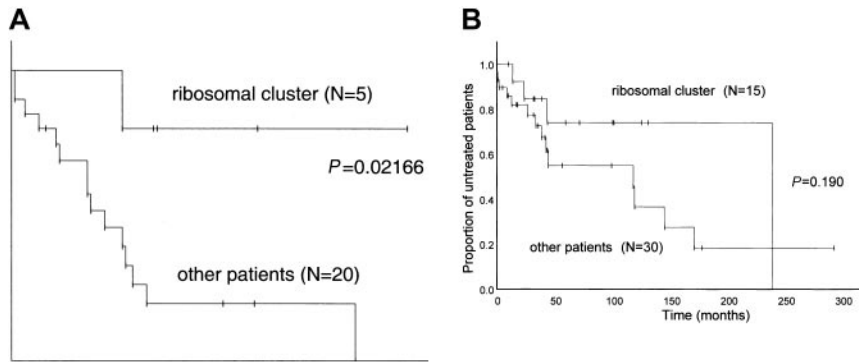 A
ribosomal cluster (N=5)
P=0.02166
other patients (N=20)
B
Proportion of untreated patients
1.0
0.8
0.6
0.4
0.2
0.0
ribosomal cluster (N=15)
P=0.190
other patients (N=30)
0 50 100 150 200 250 300
Time (months)